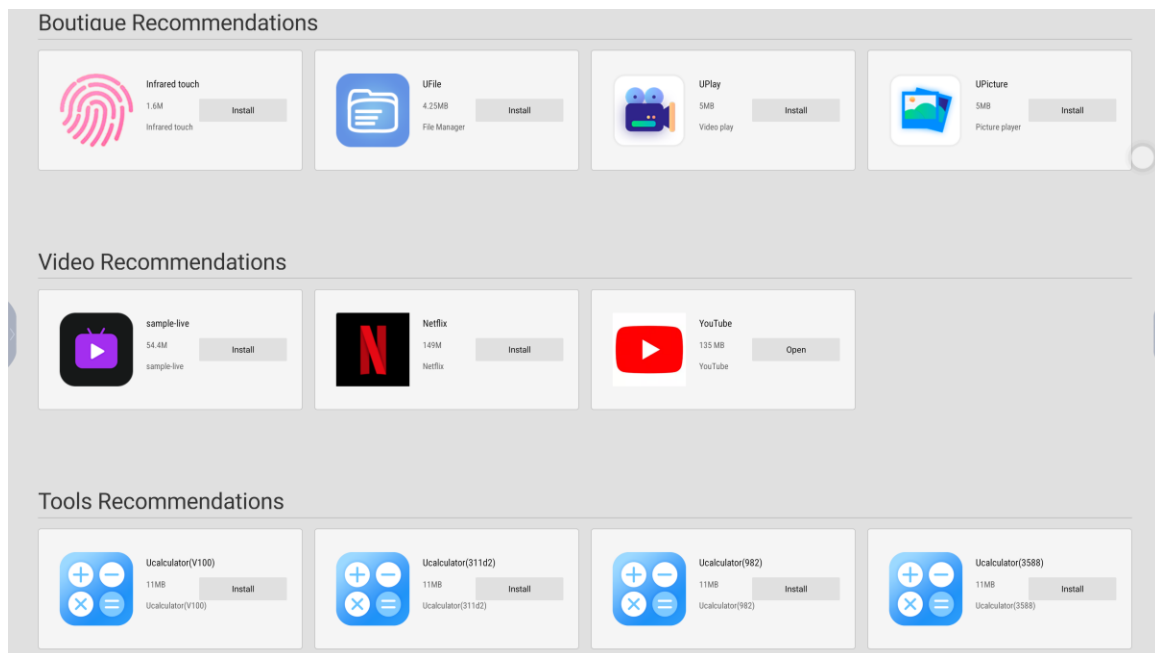 Boutique Recommendations
Infrared touch
1.6M
Install
Infrared touch
UFile
4.25MB
Install
File Manager
UPlay
5MB
Install
Video play
UPicture
5MB
Install
Picture player
Video Recommendations
sample-live
54.4M
Install
sample-live
N
Netflix
149M
Install
Netflix
YouTube
135 MB
Open
YouTube
Tools Recommendations
Ucalculator(V100)
11MB
Install
Ucalculator(V100)
Ucalculator(311d2)
11MB
Install
Ucalculator(311d2)
Ucalculator(982)
11MB
Install
Ucalculator(982)
Ucalculator(3588)
11MB
Install
Ucalculator(3588)